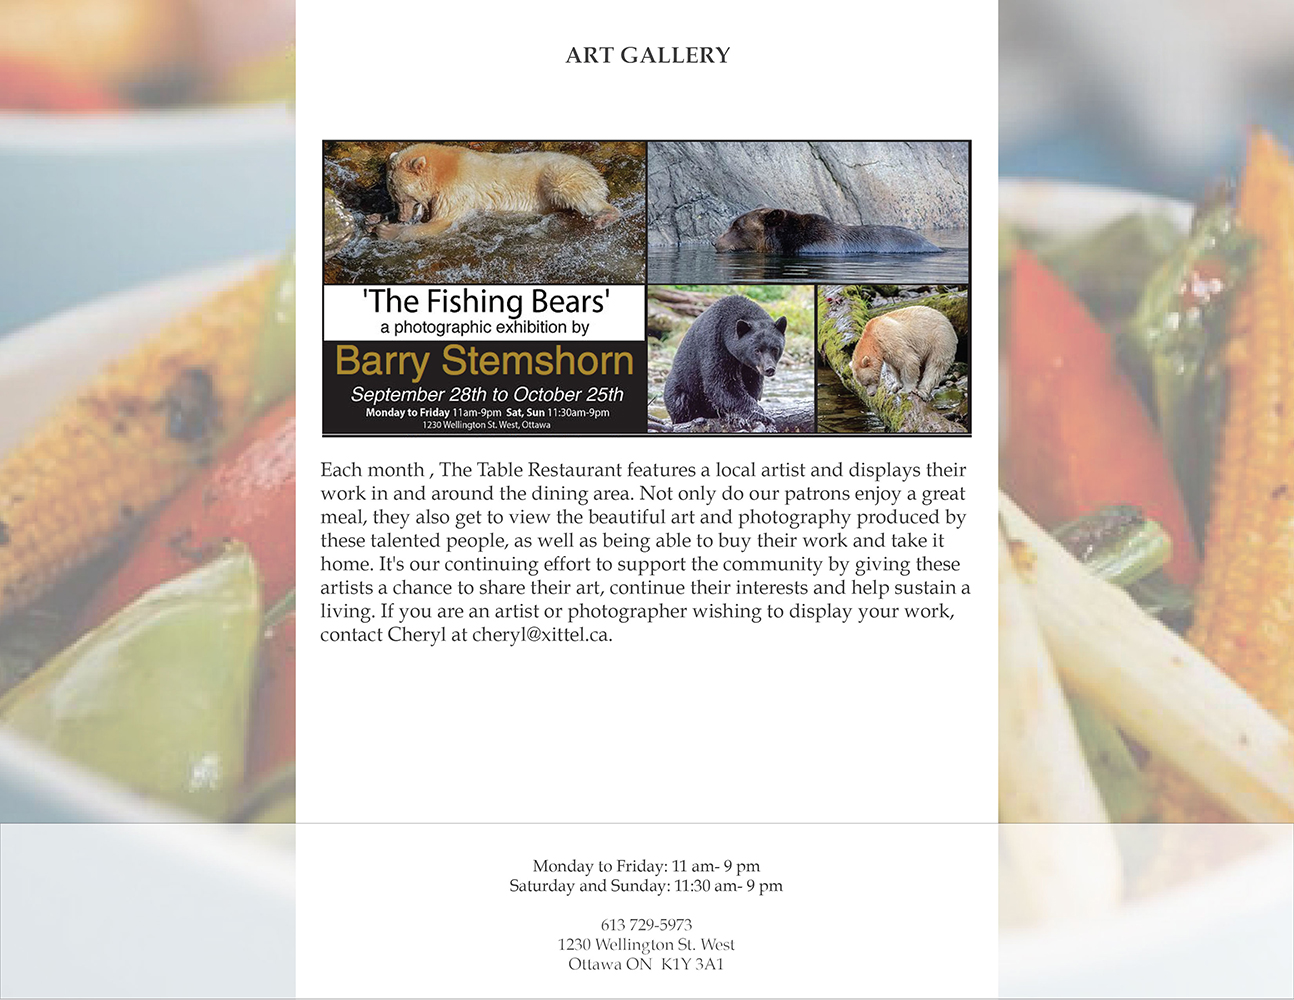 ART GALLERY
'The Fishing Bears'
a photographic exhibition by
Barry Stemshorn
September 28th to October 25th
Monday to Friday 11am-9pm Sat, Sun 11:30am-9pm
1230 Wellington St. West, Ottawa
Each month , The Table Restaurant features a local artist and displays their
work in and around the dining area. Not only do our patrons enjoy a great
meal, they also get to view the beautiful art and photography produced by
these talented people, as well as being able to buy their work and take it
home. It's our continuing effort to support the community by giving these
artists a chance to share their art, continue their interests and help sustain a
living. If you are an artist or photographer wishing to display your work,
contact Cheryl at cheryl@xittel.ca.
Monday to Friday: 11 am- 9 pm
Saturday and Sunday: 11:30 am- 9 pm
613 729-5973
1230 Wellington St. West
Ottawa ON K1Y 3A1